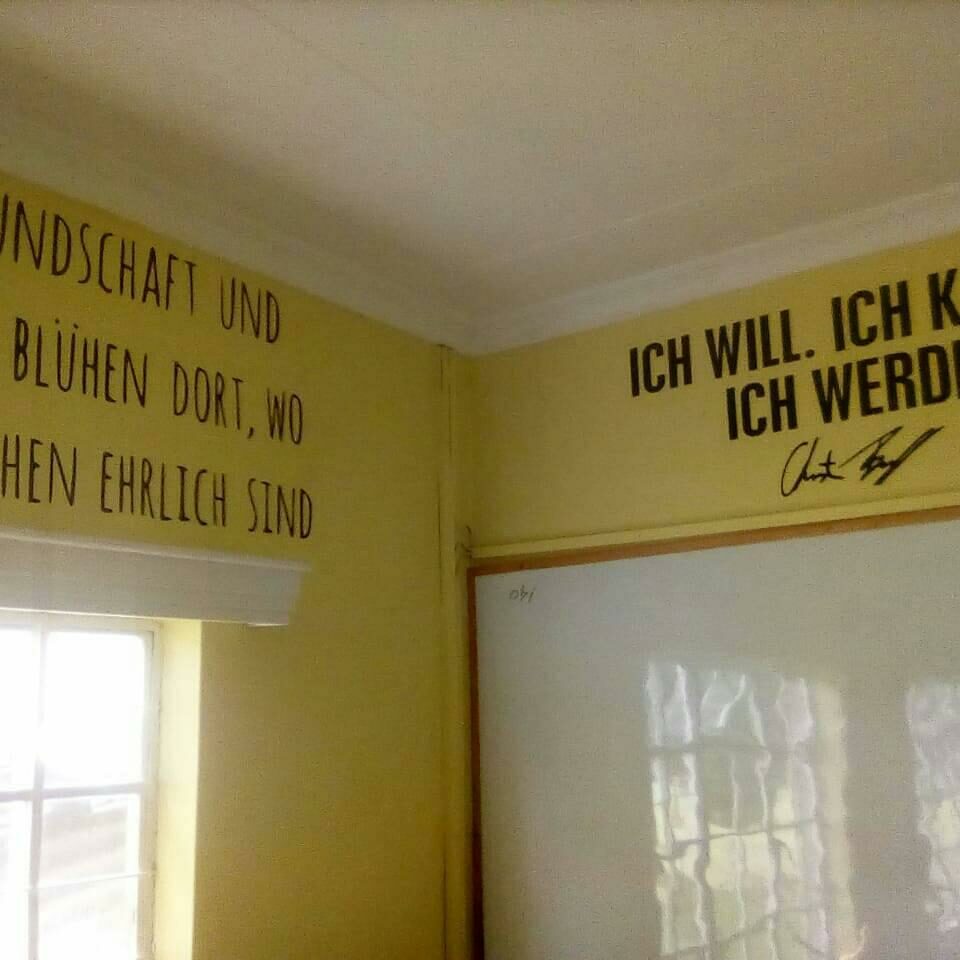 UNDSCHAFT UND
BLÜHEN DORT, WO
HEN EHRLICH SIND
ICH WILL. ICH K
ICH WERD